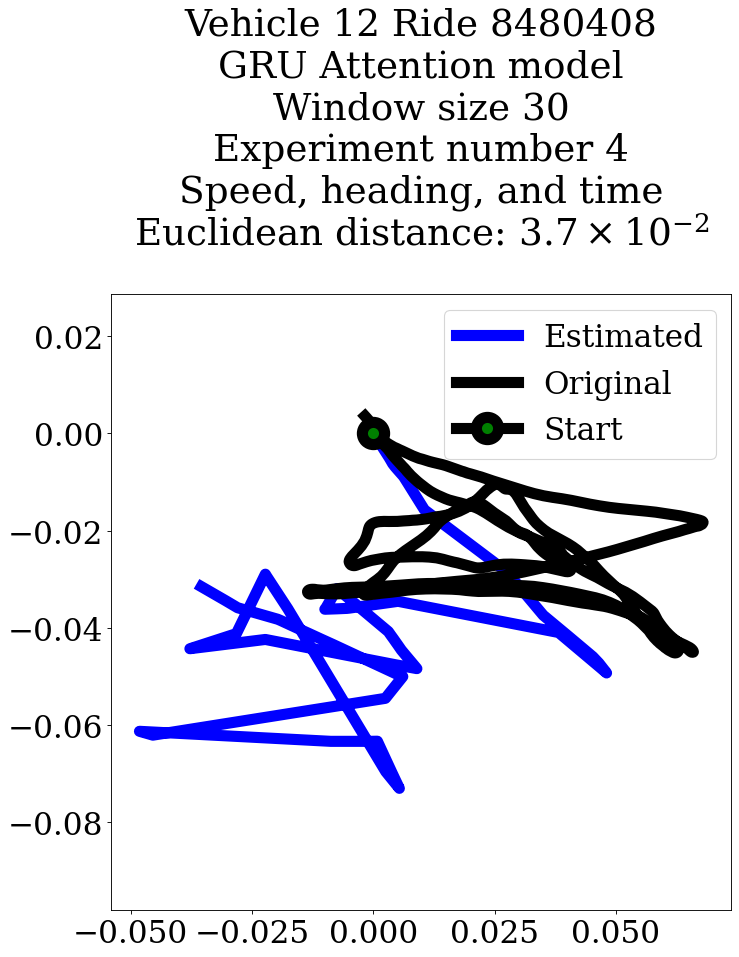 Vehicle 12 Ride 8480408
GRU Attention model
Window size 30
Experiment number 4
Speed, heading, and time
Euclidean distance: 3.7 × 10⁻²
Estimated
Original
Start
0.02
0.00
−0.02
−0.04
−0.06
−0.08
−0.050 −0.025 0.000 0.025 0.050